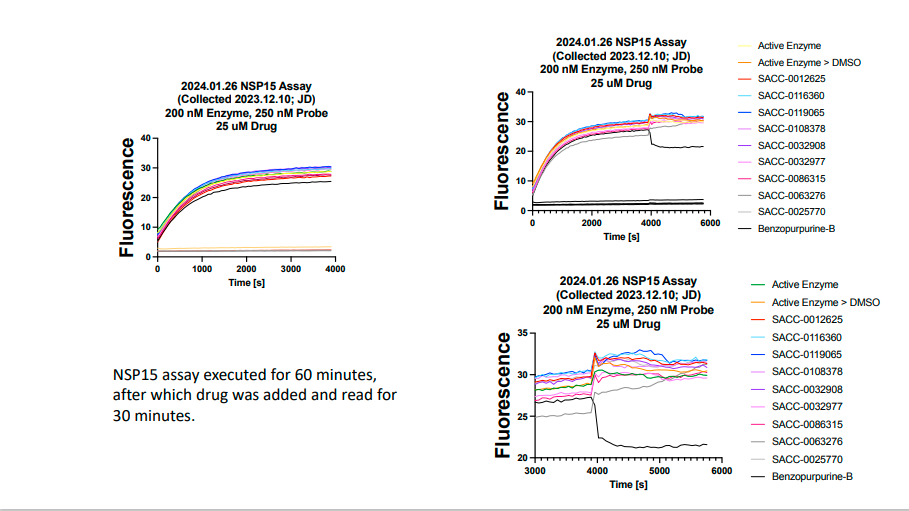 2024.01.26 NSP15 Assay
(Collected 2023.12.10; JD)
200 nM Enzyme, 250 nM Probe
25 uM Drug
Fluorescence
40
30
20
10
0
0 1000 2000 3000 4000
Time [s]
NSP15 assay executed for 60 minutes,
after which drug was added and read for
30 minutes.
2024.01.26 NSP15 Assay
(Collected 2023.12.10; JD)
200 nM Enzyme, 250 nM Probe
25 uM Drug
Fluorescence
40
30
20
10
0
0 2000 4000 6000
Time [s]
Active Enzyme
Active Enzyme > DMSO
SACC-0012625
SACC-0116360
SACC-0119065
SACC-0108378
SACC-0032908
SACC-0032977
SACC-0086315
SACC-0063276
SACC-0025770
Benzopurpurine-B
2024.01.26 NSP15 Assay
(Collected 2023.12.10; JD)
200 nM Enzyme, 250 nM Probe
25 uM Drug
Fluorescence
35
30
25
20
3000 4000 5000 6000
Time [s]
Active Enzyme
Active Enzyme > DMSO
SACC-0012625
SACC-0116360
SACC-0119065
SACC-0108378
SACC-0032908
SACC-0032977
SACC-0086315
SACC-0063276
SACC-0025770
Benzopurpurine-B